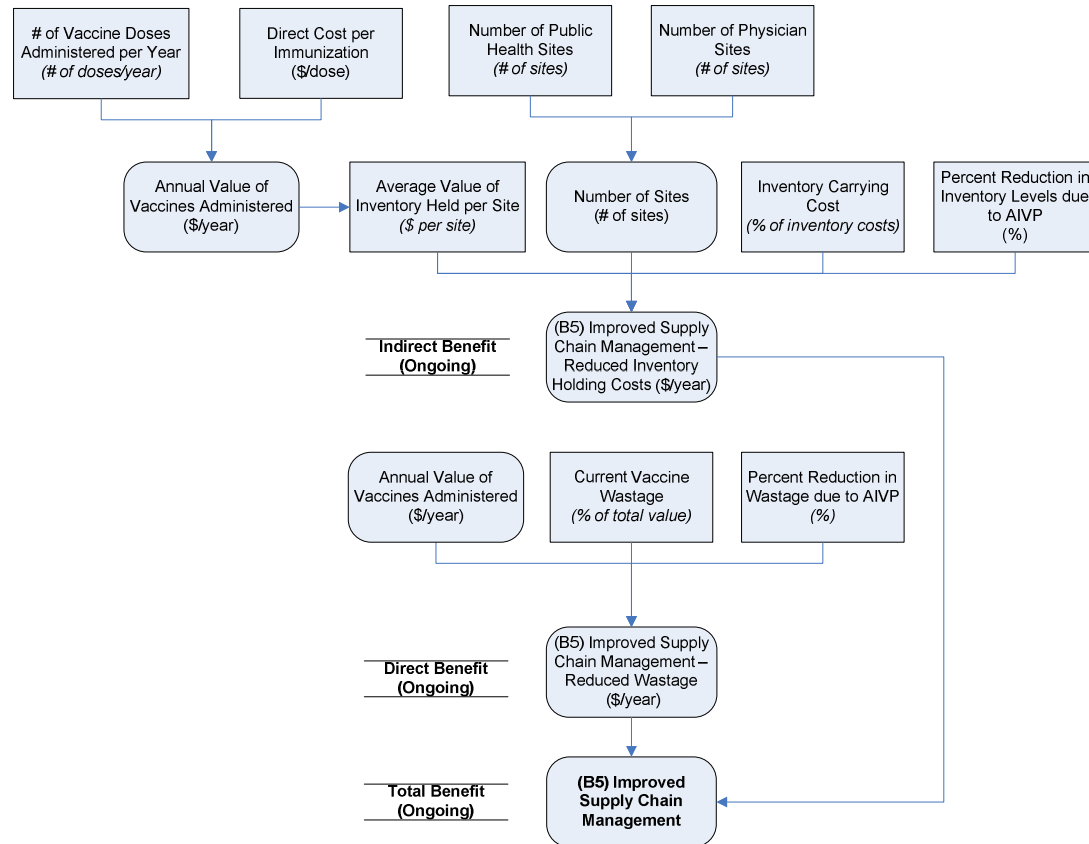 # of Vaccine Doses
Administered per Year
(# of doses/year)
Direct Cost per
Immunization
($/dose)
Number of Public
Health Sites
(# of sites)
Number of Physician
Sites
(# of sites)
Annual Value of
Vaccines Administered
($/year)
Average Value of
Inventory Held per Site
($ per site)
Number of Sites
(# of sites)
Inventory Carrying
Cost
(% of inventory costs)
Percent Reduction in
Inventory Levels due
to AIVP
(%)
Indirect Benefit
(Ongoing)
(B5) Improved Supply
Chain Management –
Reduced Inventory
Holding Costs ($/year)
Annual Value of
Vaccines Administered
($/year)
Current Vaccine
Wastage
(% of total value)
Percent Reduction in
Wastage due to AIVP
(%)
Direct Benefit
(Ongoing)
(B5) Improved Supply
Chain Management –
Reduced Wastage
($/year)
Total Benefit
(Ongoing)
(B5) Improved
Supply Chain
Management